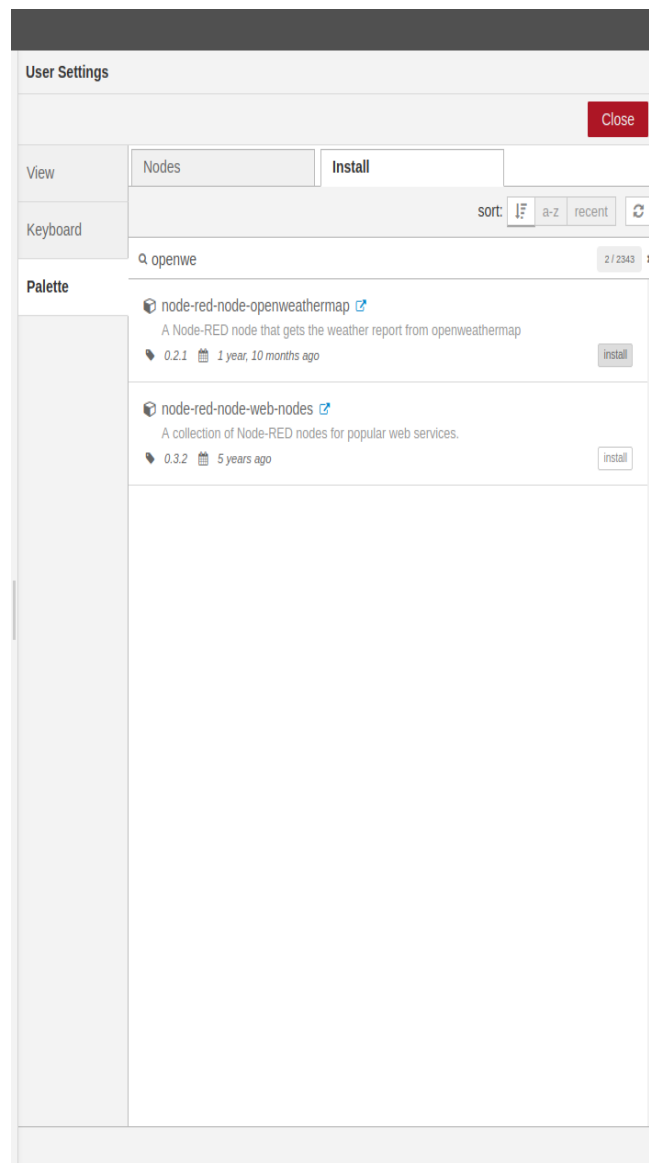 User Settings
Close
View
Keyboard
Palette
Nodes
Install
sort: a-z recent
openwe
2 / 2343
node-red-node-openweathermap
A Node-RED node that gets the weather report from openweathermap
0.2.1 1 year, 10 months ago
install
node-red-node-web-nodes
A collection of Node-RED nodes for popular web services.
0.3.2 5 years ago
install